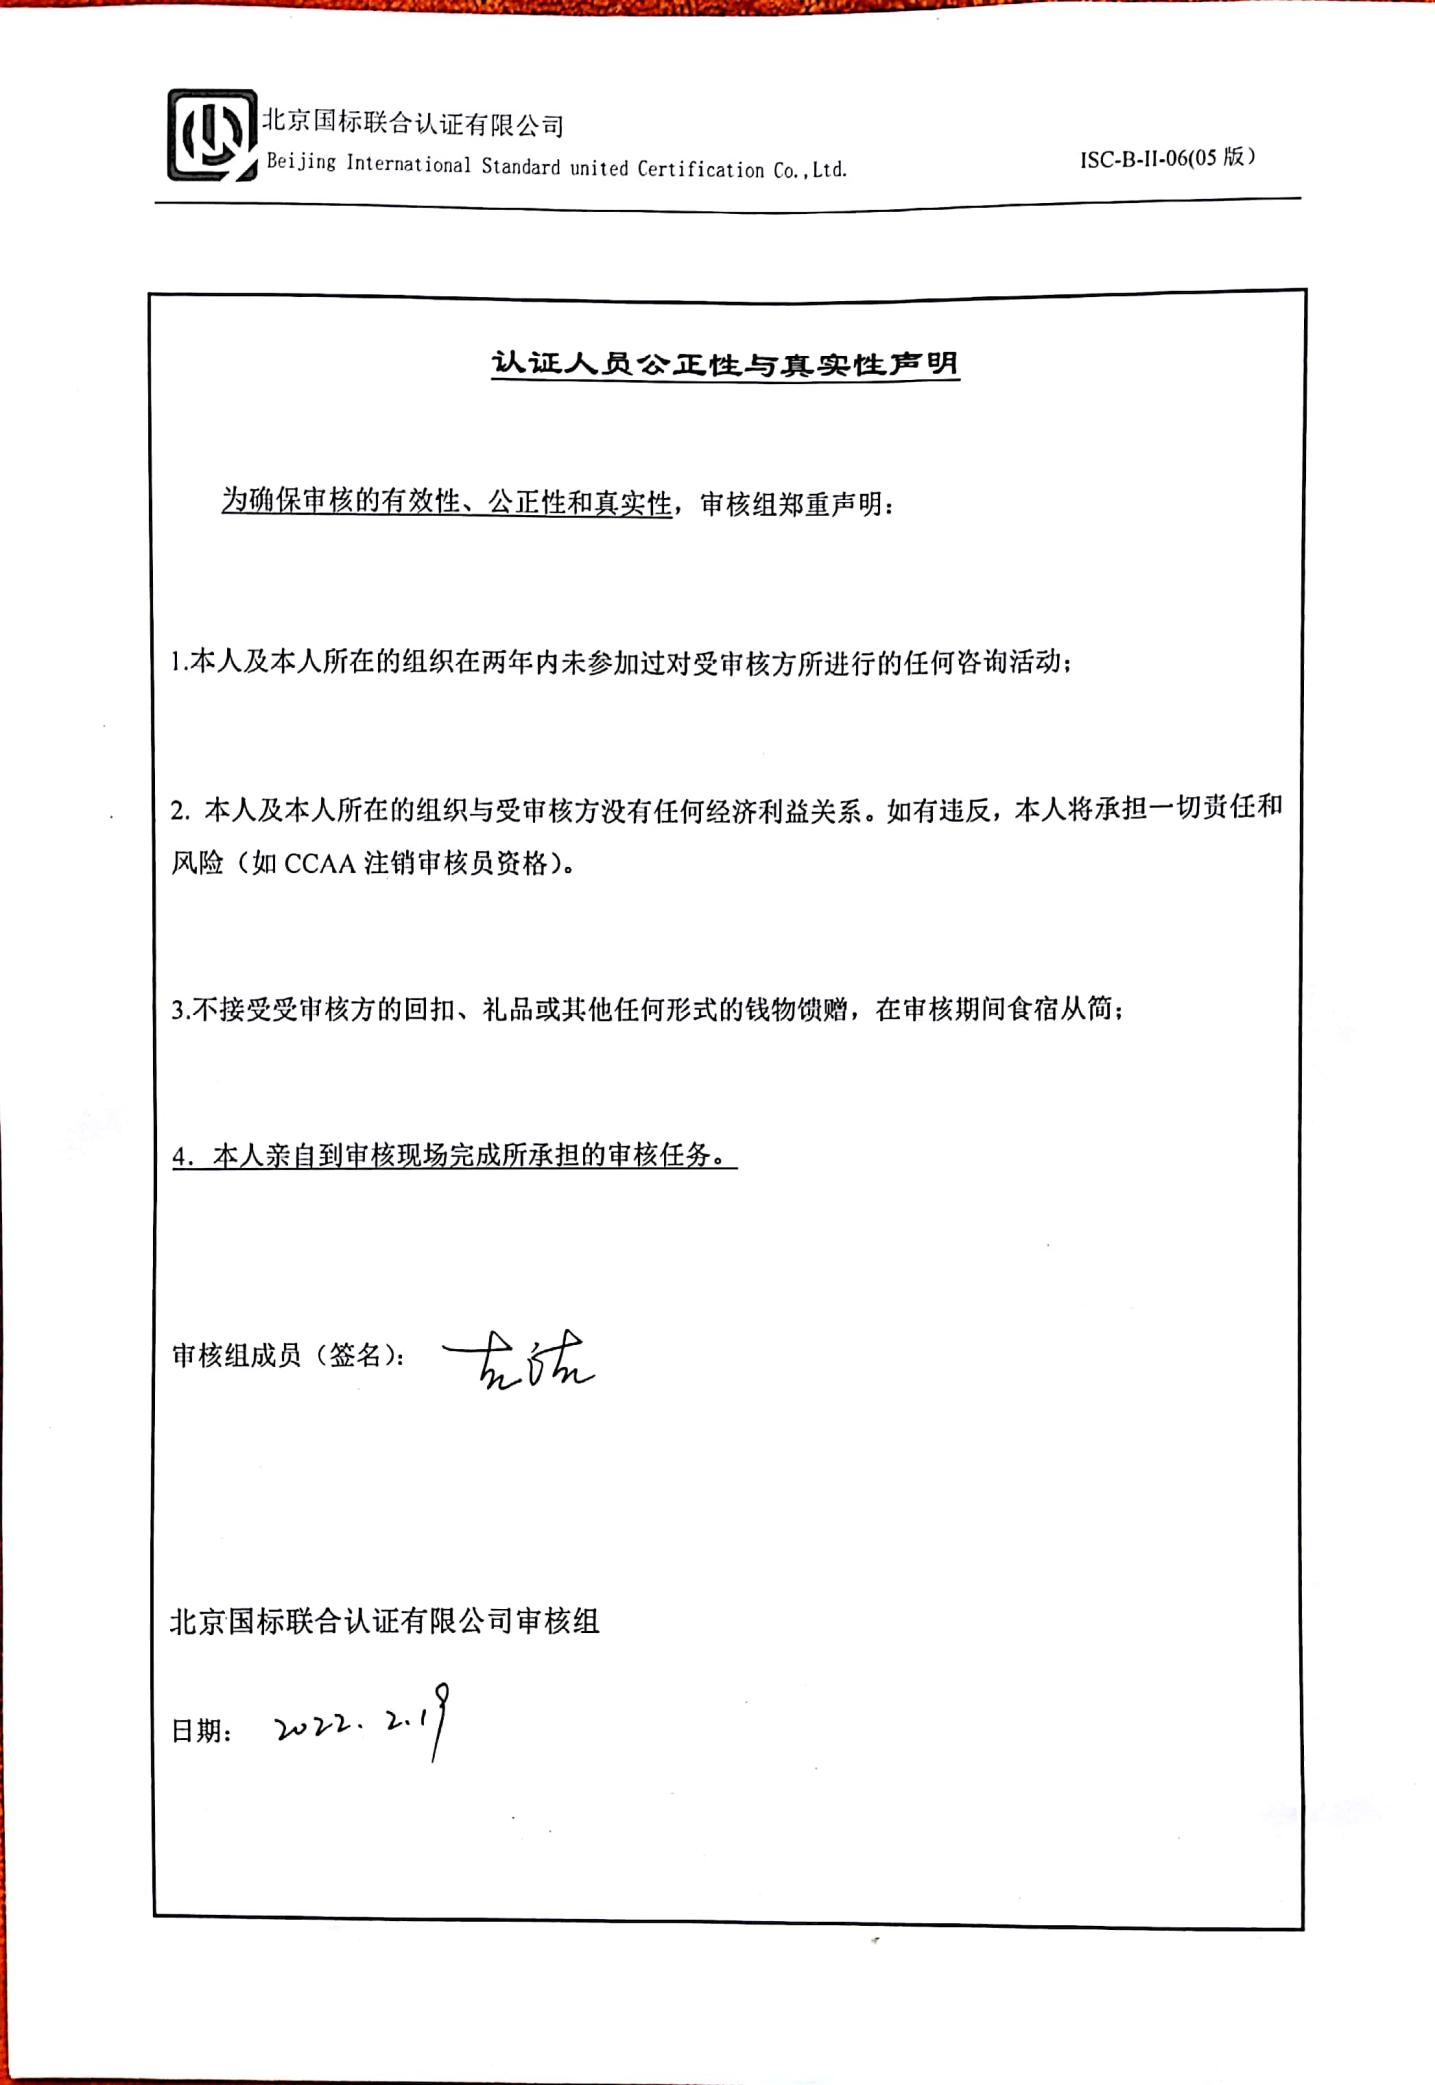 北京国标联合认证有限公司
Beijing International Standard united Certification Co.,Ltd.
ISC-B-II-06(05 版)
认证人员公正性与真实性声明
为确保审核的有效性、公正性和真实性，审核组郑重声明：
1.本人及本人所在的组织在两年内未参加过对受审核方所进行的任何咨询活动；
2. 本人及本人所在的组织与受审核方没有任何经济利益关系。如有违反，本人将承担一切责任和
风险（如 CCAA 注销审核员资格）。
3.不接受受审核方的回扣、礼品或其他任何形式的钱物馈赠，在审核期间食宿从简；
4. 本人亲自到审核现场完成所承担的审核任务。
审核组成员（签名）：
北京国标联合认证有限公司审核组
日期： 2022. 2.19